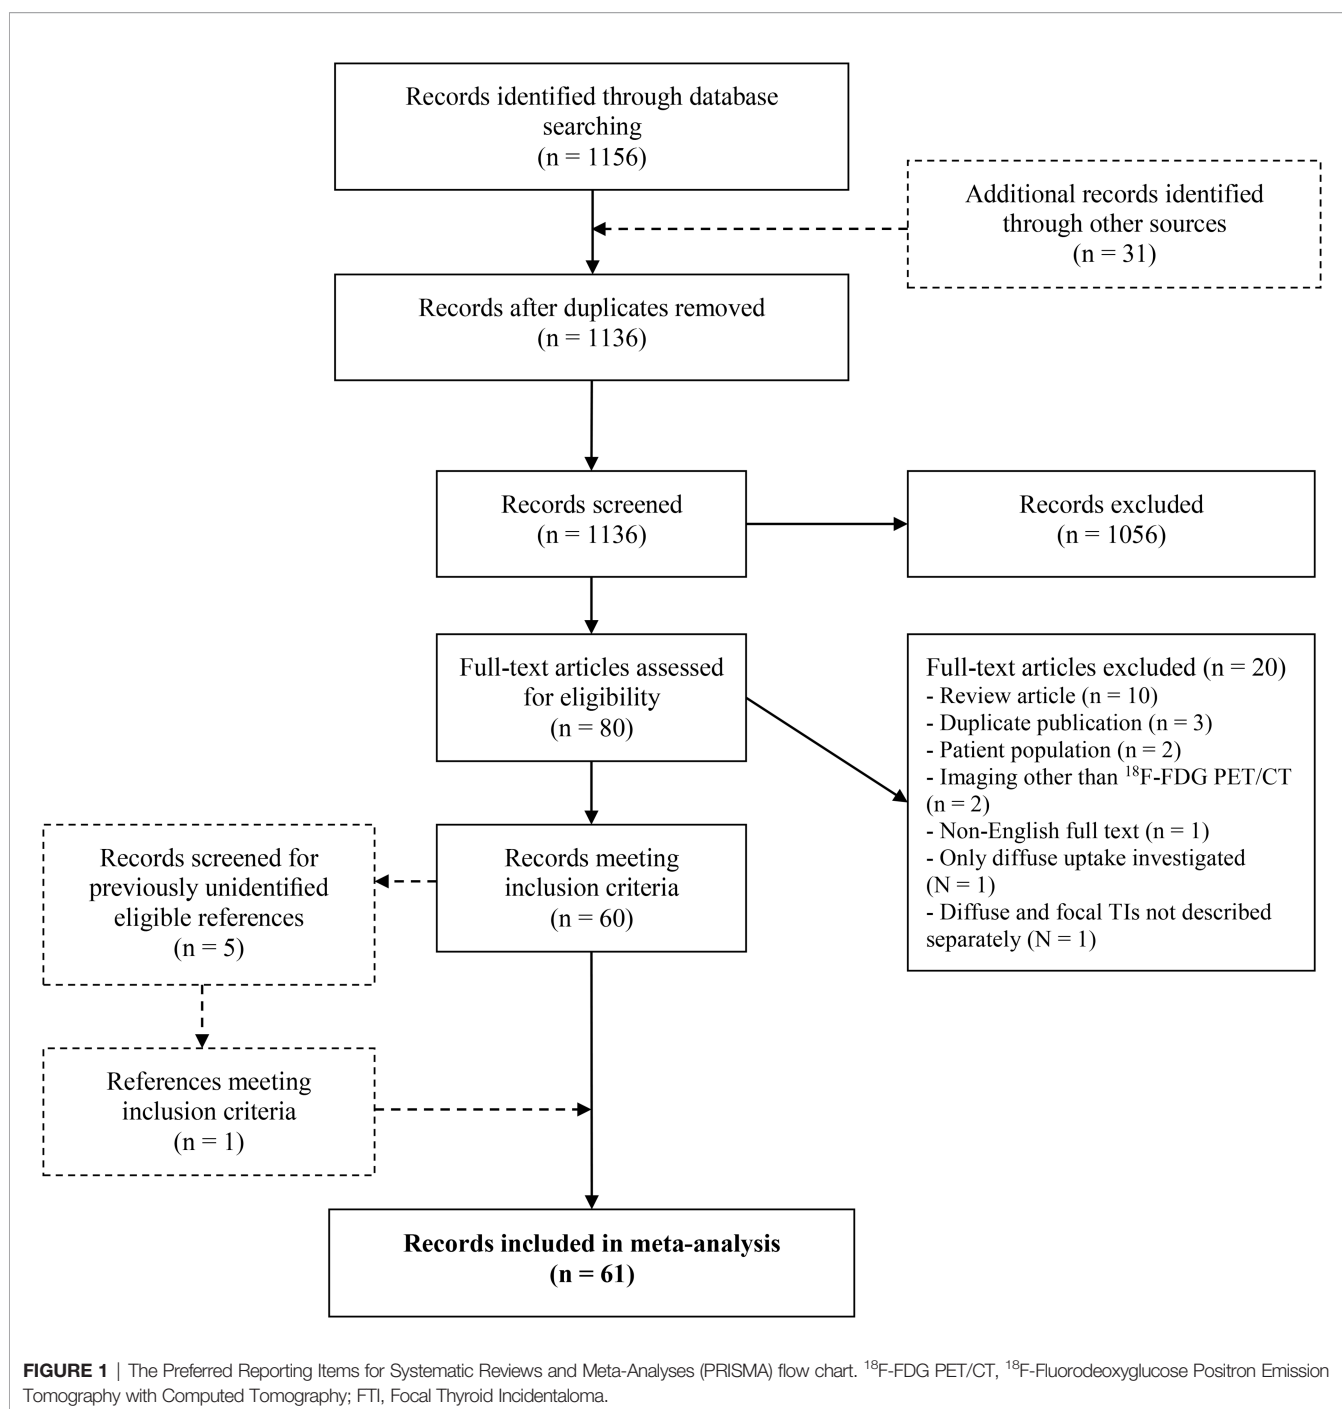 Records identified through database
searching
(n = 1156)
Additional records identified
through other sources
(n = 31)
Records after duplicates removed
(n = 1136)
Records screened
(n = 1136)
Records excluded
(n = 1056)
Full-text articles assessed
for eligibility
(n = 80)
Full-text articles excluded (n = 20)
- Review article (n = 10)
- Duplicate publication (n = 3)
- Patient population (n = 2)
- Imaging other than ¹⁸F-FDG PET/CT
(n = 2)
- Non-English full text (n = 1)
- Only diffuse uptake investigated
(N = 1)
- Diffuse and focal TIs not described
separately (N = 1)
Records meeting
inclusion criteria
(n = 60)
Records screened for
previously unidentified
eligible references
(n = 5)
References meeting
inclusion criteria
(n = 1)
Records included in meta-analysis
(n = 61)
FIGURE 1 | The Preferred Reporting Items for Systematic Reviews and Meta-Analyses (PRISMA) flow chart. ¹⁸F-FDG PET/CT, ¹⁸F-Fluorodeoxyglucose Positron Emission
Tomography with Computed Tomography; FTI, Focal Thyroid Incidentaloma.